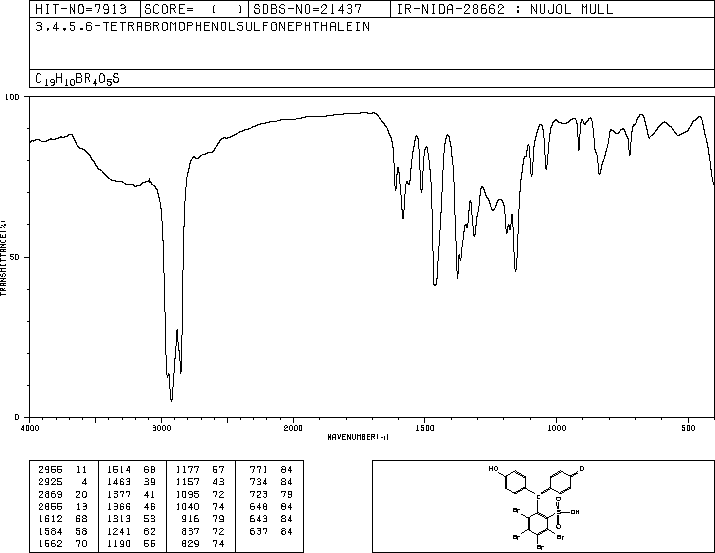 HIT-NO=7913 SCORE= ( ) SDBS-NO=21437 IR-NIDA-28662 : NUJOL MULL
3,4,5,6-TETRABROMOPHENOLSULFONEPHTHALEIN
C19H10BR4O5S
100
50
0
TRANSMITTANCE(%)
4000 3000 2000 1500 1000 500
WAVENUMBER(-1)
2955 11 1514 68 1177 57 771 84
2925 4 1463 39 1157 43 734 84
2869 20 1377 41 1095 72 723 79
2855 13 1366 46 1040 74 648 84
1612 68 1313 53 916 79 643 84
1584 58 1241 62 837 72 637 84
1562 70 1190 55 829 74
HO O
C
Br O
S OH
Br O
Br Br